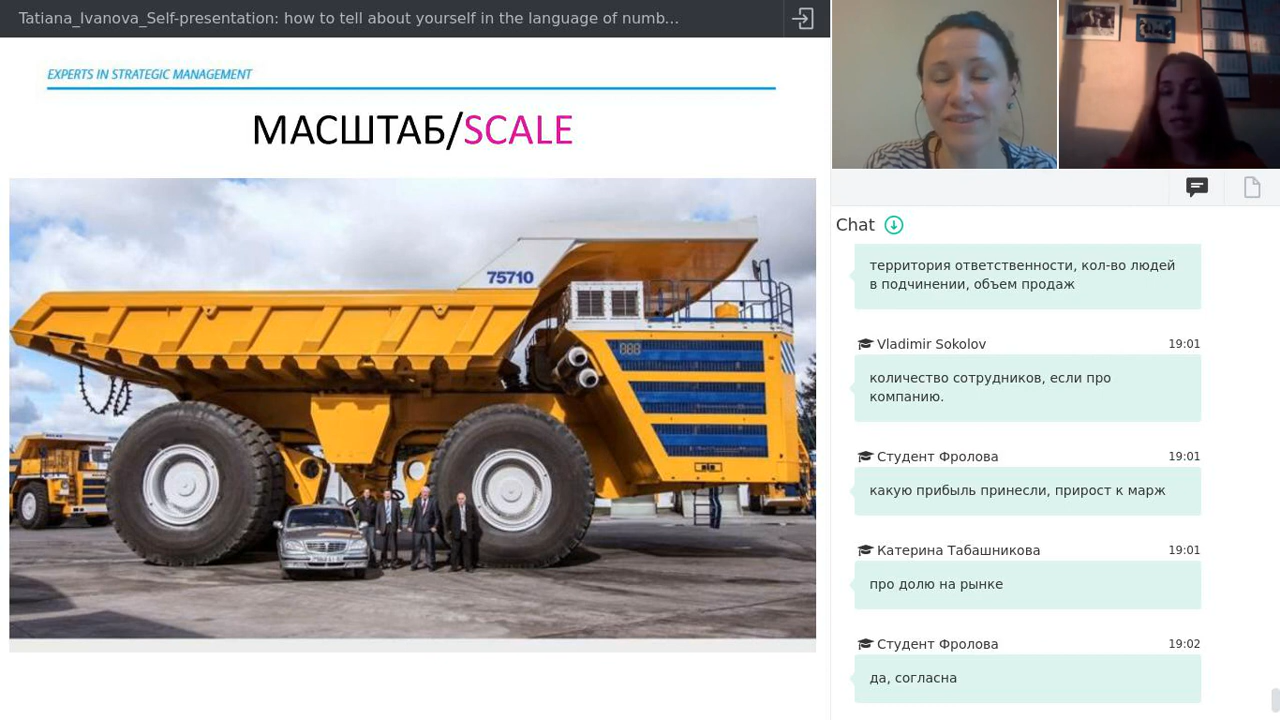 Tatiana_Ivanova_Self-presentation: how to tell about yourself in the language of numb...
EXPERTS IN STRATEGIC MANAGEMENT
МАСШТАБ/SCALE
75710
Chat
территория ответственности, кол-во людей
в подчинении, объем продаж
Vladimir Sokolov 19:01
количество сотрудников, если про
компанию.
Студент Фролова 19:01
какую прибыль принесли, прирост к марж
Катерина Табашникова 19:01
про долю на рынке
Студент Фролова 19:02
да, согласна